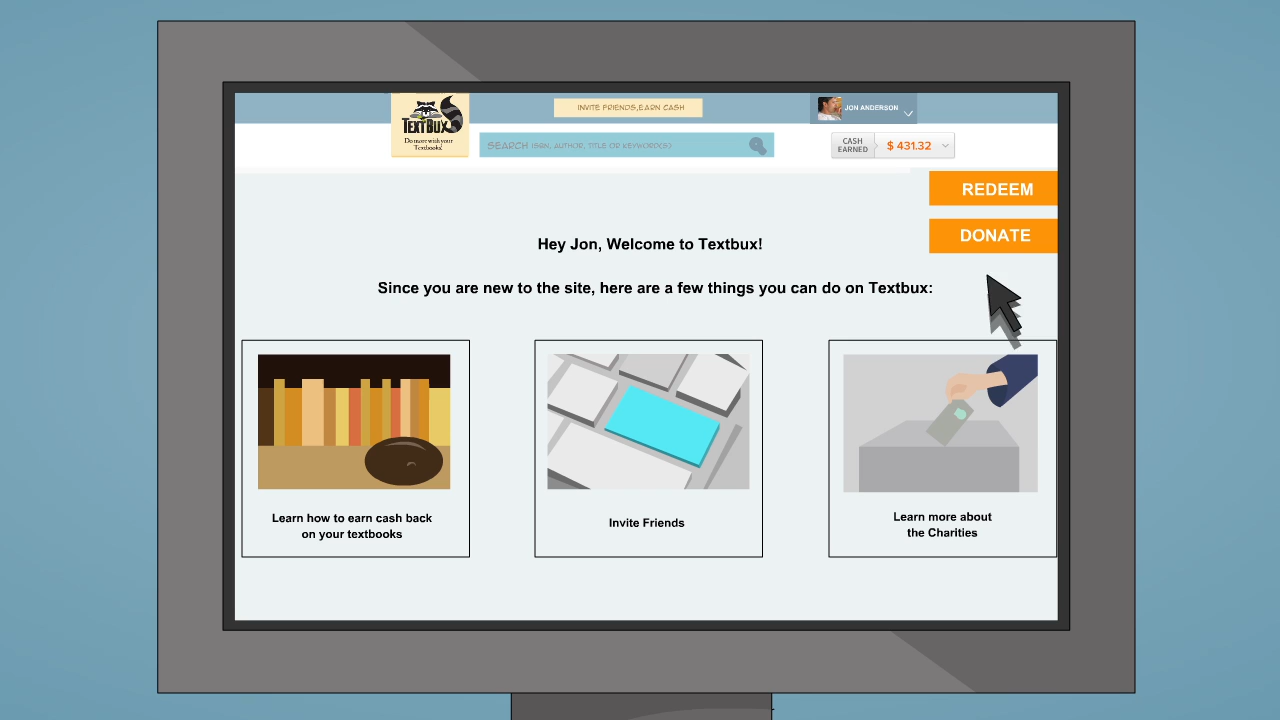 TEXTBUX
Do more with your
Textbooks!
INVITE FRIENDS,EARN CASH
JON ANDERSON
SEARCH ISBN, AUTHOR, TITLE OR KEYWORD(S)
CASH
EARNED
$ 431.32
REDEEM
DONATE
Hey Jon, Welcome to Textbux!
Since you are new to the site, here are a few things you can do on Textbux:
Learn how to earn cash back
on your textbooks
Invite Friends
Learn more about
the Charities